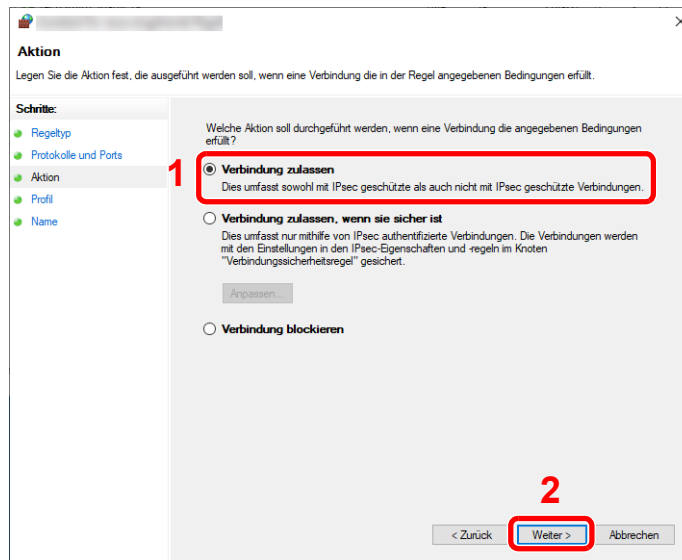 Aktion
Legen Sie die Aktion fest, die ausgeführt werden soll, wenn eine Verbindung die in der Regel angegebenen Bedingungen erfüllt.
Schritte:
Regeltyp
Protokolle und Ports
Aktion
Profil
Name
Welche Aktion soll durchgeführt werden, wenn eine Verbindung die angegebenen Bedingungen
erfüllt?
1
Verbindung zulassen
Dies umfasst sowohl mit IPsec geschützte als auch nicht mit IPsec geschützte Verbindungen.
Verbindung zulassen, wenn sie sicher ist
Dies umfasst nur mithilfe von IPsec authentifizierte Verbindungen. Die Verbindungen werden
mit den Einstellungen in den IPsec-Eigenschaften und -regeln im Knoten
"Verbindungssicherheitsregel" gesichert.
Anpassen...
Verbindung blockieren
2
< Zurück
Weiter >
Abbrechen